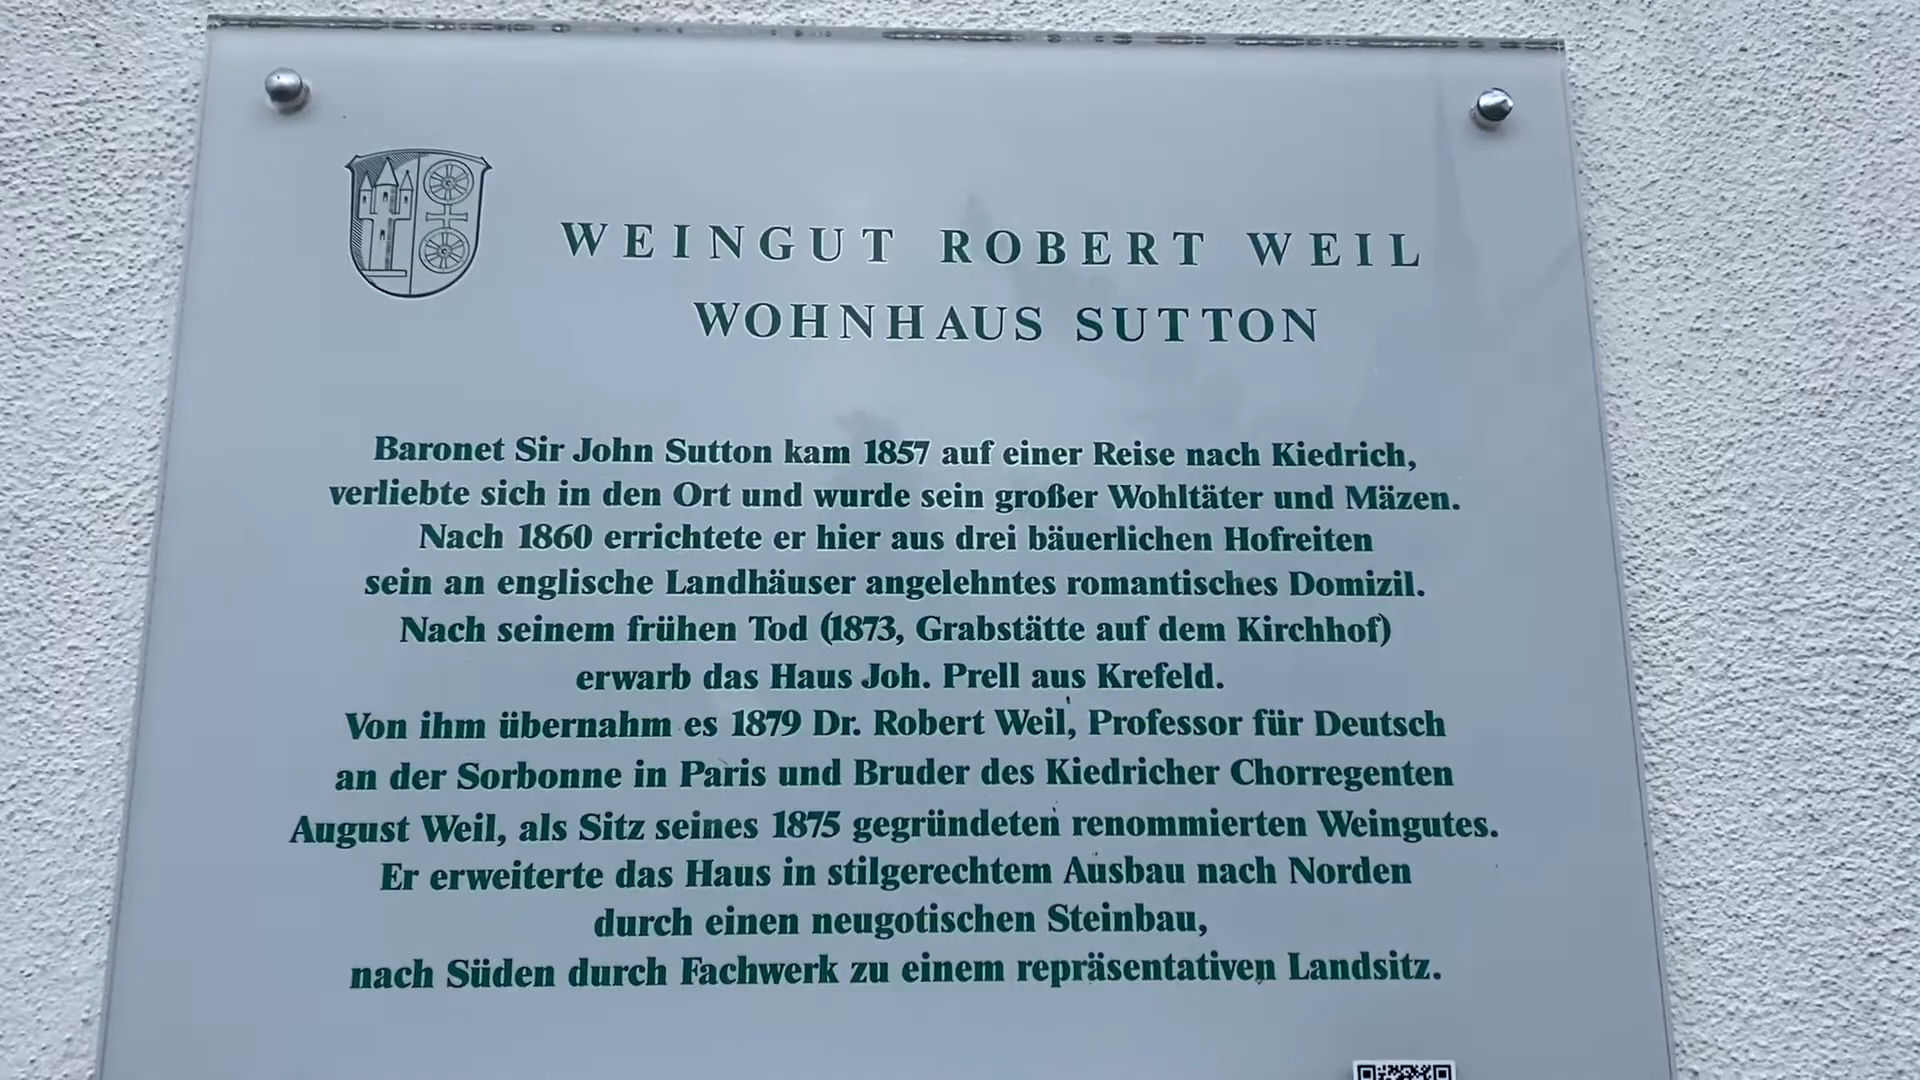 WEINGUT ROBERT WEIL
WOHNHAUS SUTTON
Baronet Sir John Sutton kam 1857 auf einer Reise nach Kiedrich,
verliebte sich in den Ort und wurde sein großer Wohltäter und Mäzen.
Nach 1860 errichtete er hier aus drei bäuerlichen Hofreiten
sein an englische Landhäuser angelehntes romantisches Domizil.
Nach seinem frühen Tod (1873, Grabstätte auf dem Kirchhof)
erwarb das Haus Joh. Prell aus Krefeld.
Von ihm übernahm es 1879 Dr. Robert Weil, Professor für Deutsch
an der Sorbonne in Paris und Bruder des Kiedricher Chorregenten
August Weil, als Sitz seines 1875 gegründeten renommierten Weingutes.
Er erweiterte das Haus in stilgerechtem Ausbau nach Norden
durch einen neugotischen Steinbau,
nach Süden durch Fachwerk zu einem repräsentativen Landsitz.